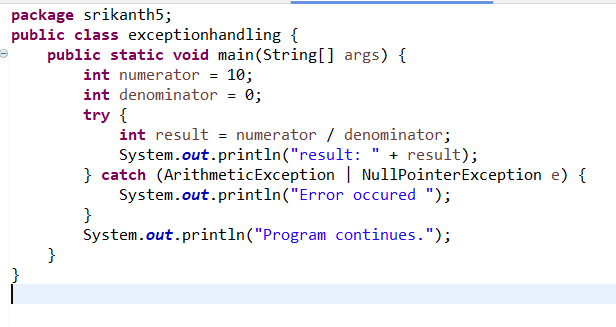 package srikanth5;
public class exceptionhandling {
    public static void main(String[] args) {
        int numerator = 10;
        int denominator = 0;
        try {
            int result = numerator / denominator;
            System.out.println("result: " + result);
        } catch (ArithmeticException | NullPointerException e) {
            System.out.println("Error occured ");
        }
        System.out.println("Program continues.");
    }
}